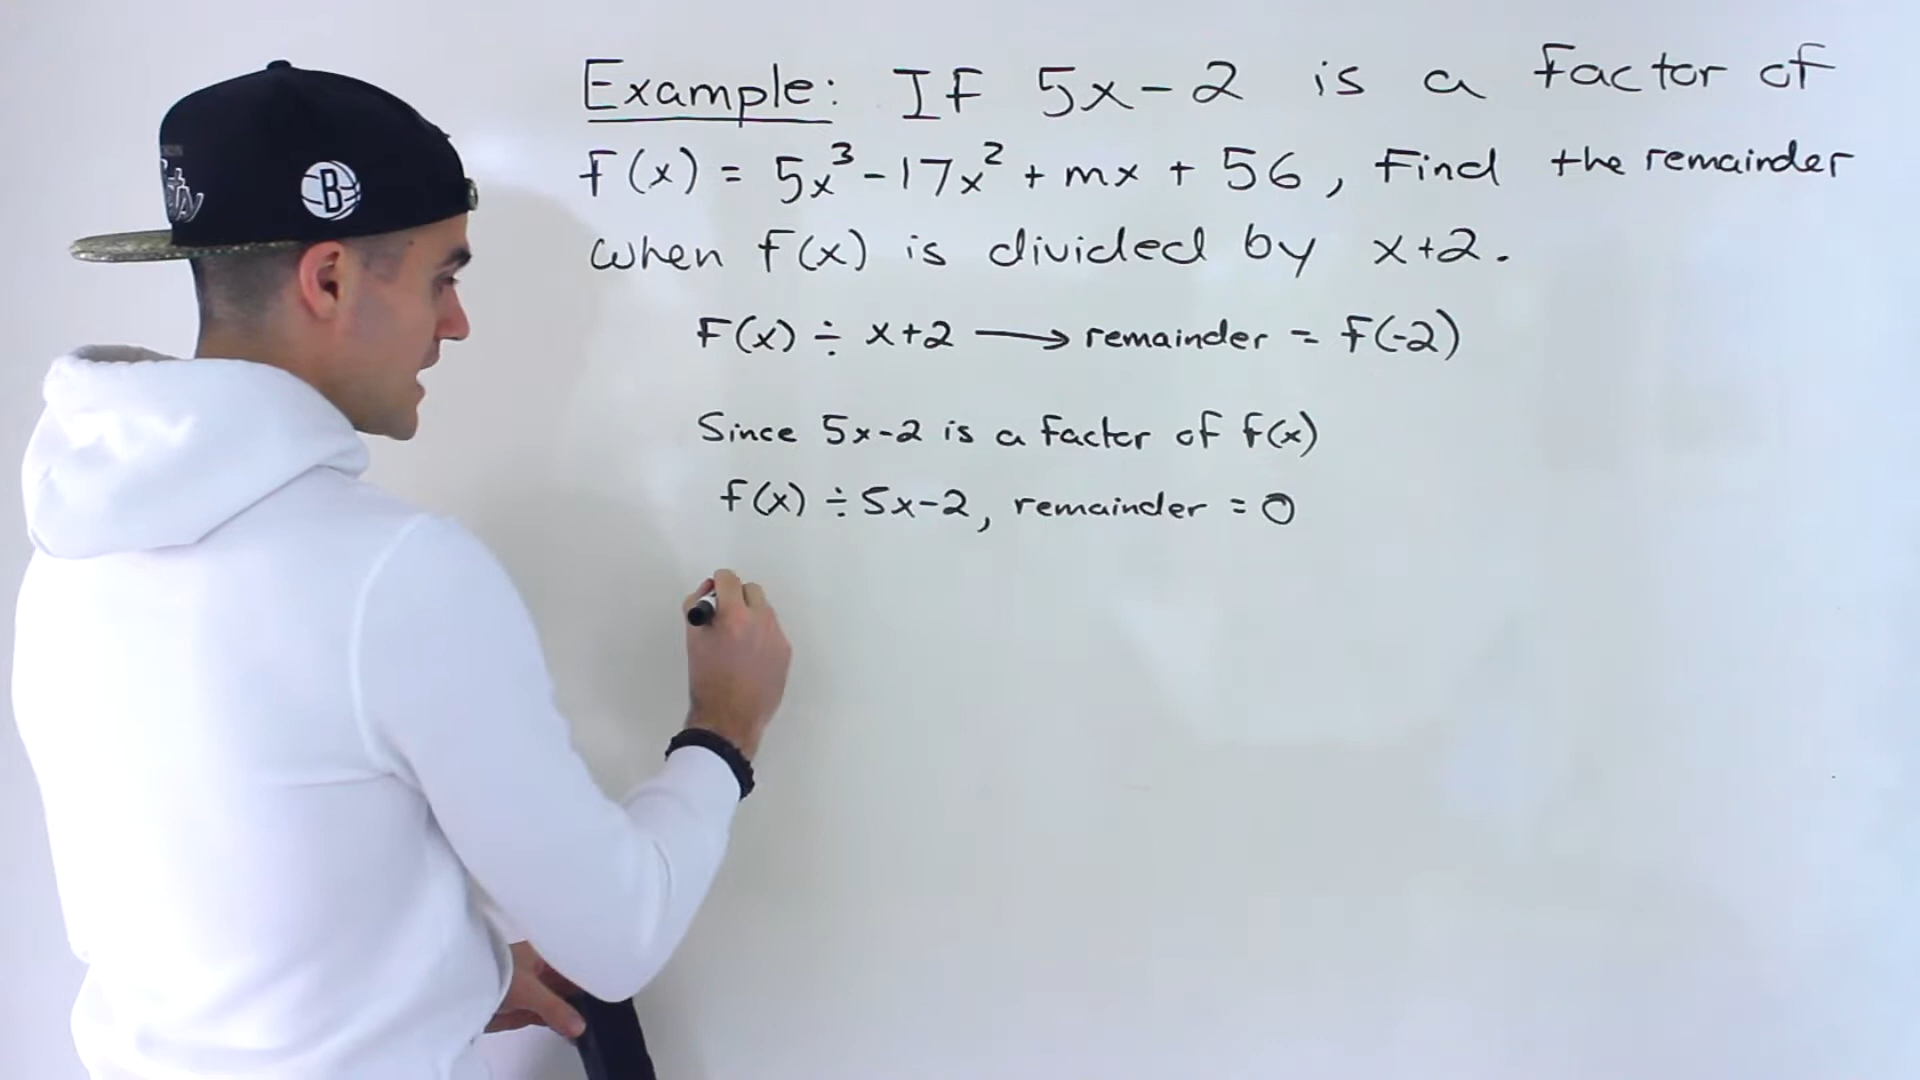 Example: If 5x-2 is a factor of
f(x) = 5x³ - 17x² + mx + 56, find the remainder
when f(x) is divided by x+2.
f(x) ÷ x+2 ⟶ remainder = f(-2)
Since 5x-2 is a factor of f(x)
f(x) ÷ 5x-2, remainder = 0
B